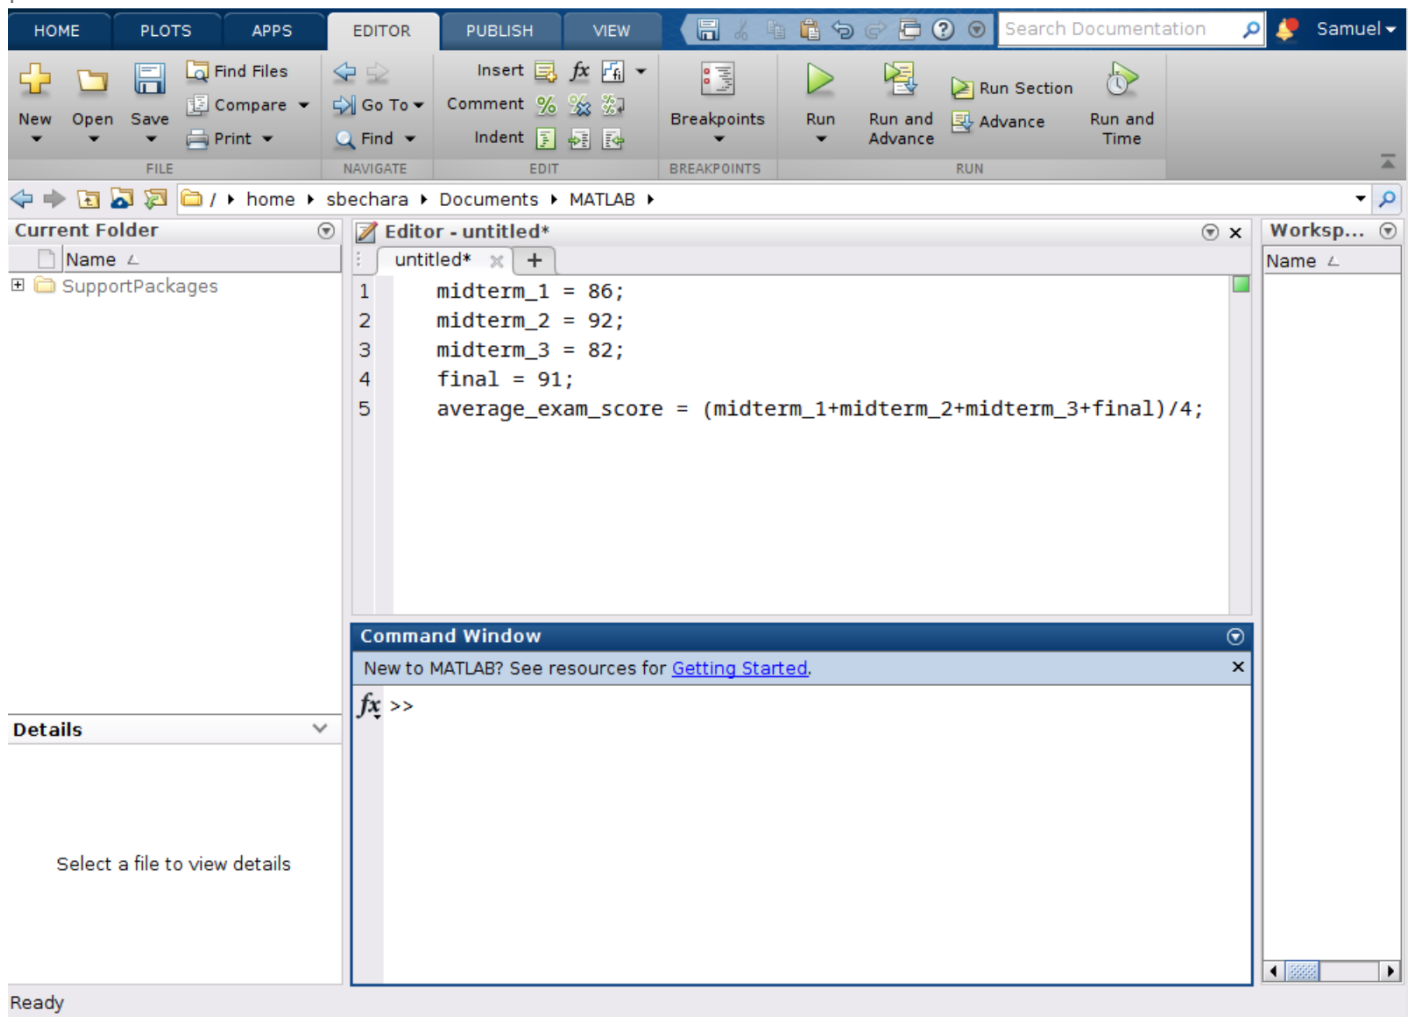 HOME PLOTS APPS EDITOR PUBLISH VIEW Search Documentation Samuel
Find Files Insert fx fi
Compare Go To Comment % % % Run Section
New Open Save Breakpoints Run Run and Advance Run and
Print Find Indent Advance Time
FILE NAVIGATE EDIT BREAKPOINTS RUN
/ home sbechara Documents MATLAB
Current Folder Editor - untitled* Worksp...
Name untitled* + Name
SupportPackages
1 midterm_1 = 86;
2 midterm_2 = 92;
3 midterm_3 = 82;
4 final = 91;
5 average_exam_score = (midterm_1+midterm_2+midterm_3+final)/4;
Command Window
New to MATLAB? See resources for Getting Started.
fx >>
Details
Select a file to view details
Ready